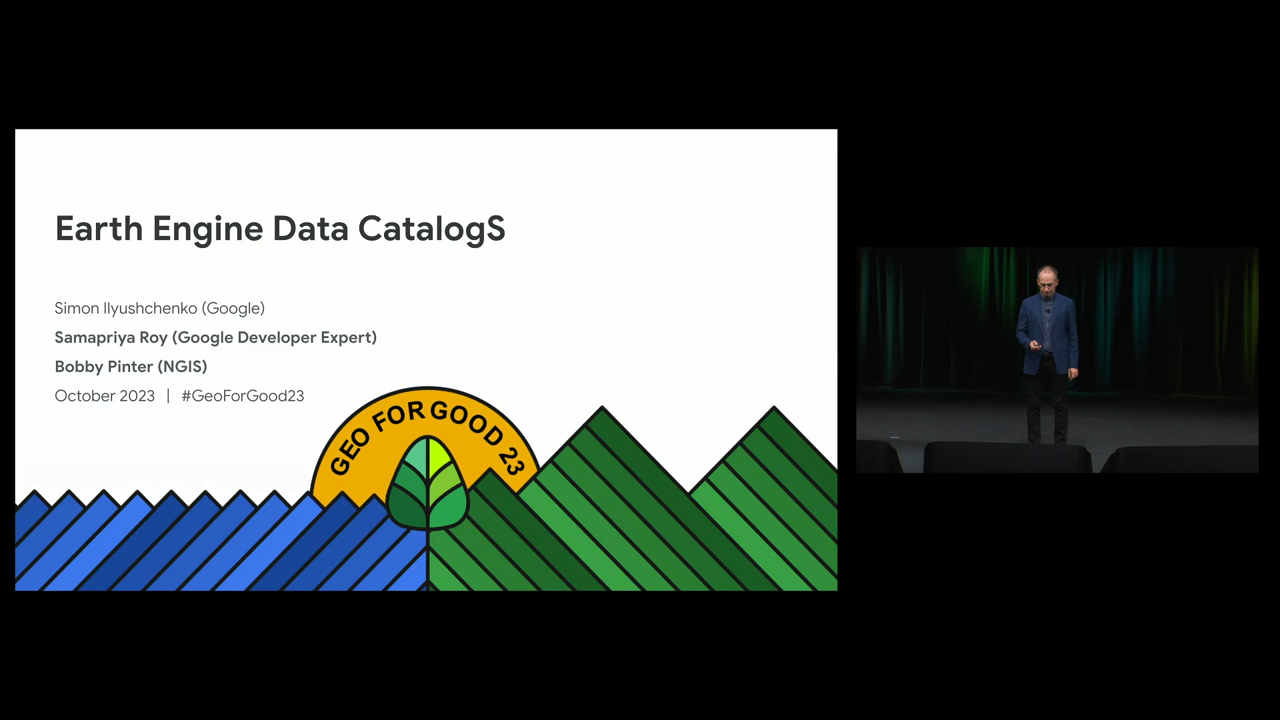 Earth Engine Data CatalogS
Simon Ilyushchenko (Google)
Samapriya Roy (Google Developer Expert)
Bobby Pinter (NGIS)
October 2023 | #GeoForGood23
GEO FOR GOOD 23